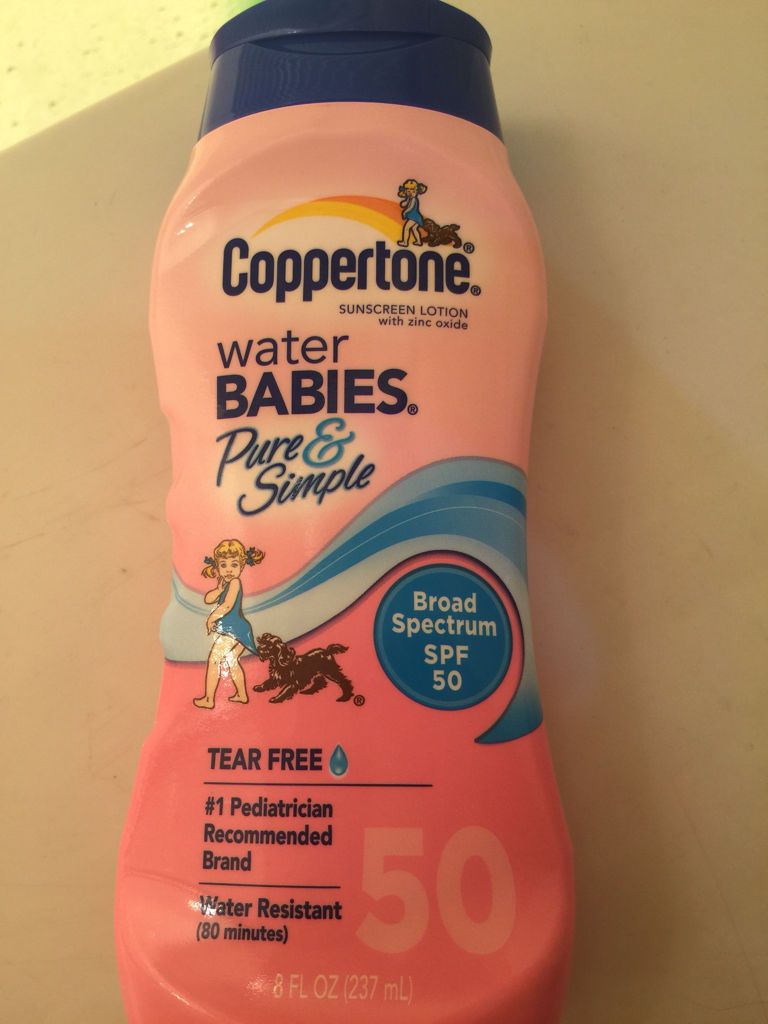 Coppertone®
SUNSCREEN LOTION
with zinc oxide
water
BABIES®
Pure &
Simple
Broad
Spectrum
SPF
50
TEAR FREE
#1 Pediatrician
Recommended
Brand
Water Resistant
(80 minutes)
50
8 FL OZ (237 mL)